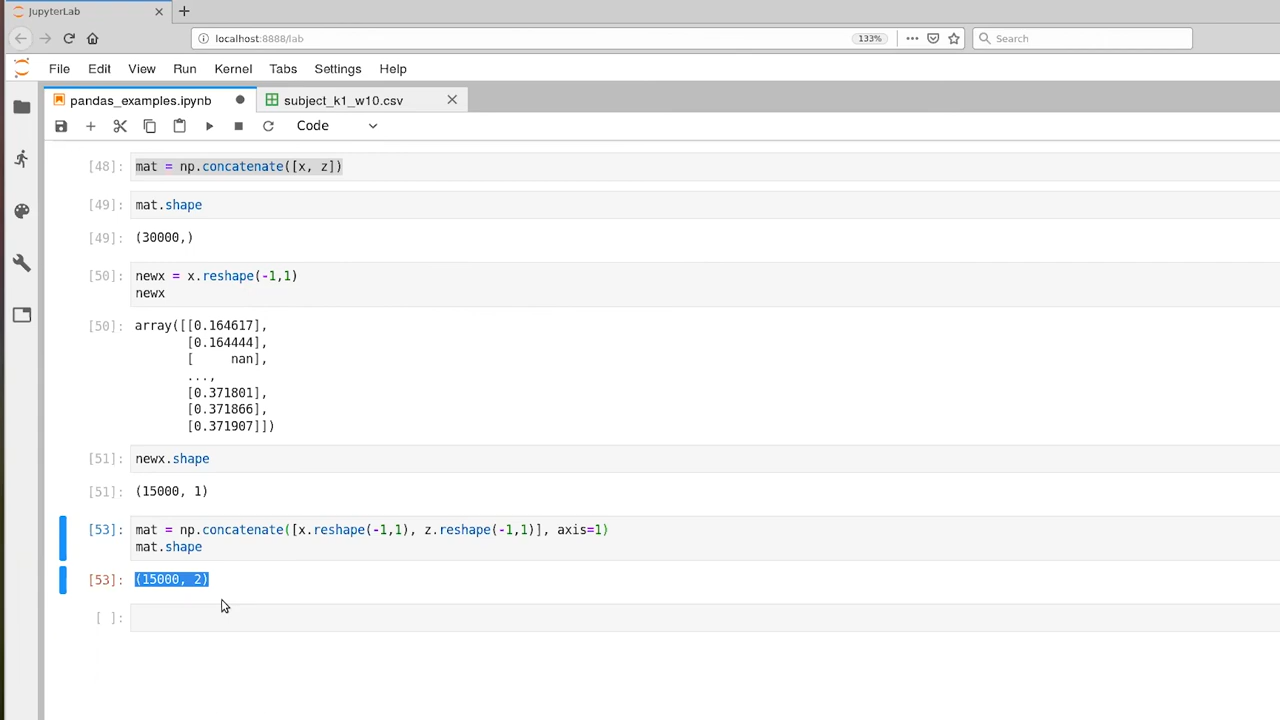 JupyterLab
localhost:8888/lab
133%
Search
File Edit View Run Kernel Tabs Settings Help
pandas_examples.ipynb
subject_k1_w10.csv
Code
[48]: mat = np.concatenate([x, z])
[49]: mat.shape
[49]: (30000,)
[50]: newx = x.reshape(-1,1)
newx
[50]: array([[0.164617],
[0.164444],
[     nan],
...,
[0.371801],
[0.371866],
[0.371907]])
[51]: newx.shape
[51]: (15000, 1)
[53]: mat = np.concatenate([x.reshape(-1,1), z.reshape(-1,1)], axis=1)
mat.shape
[53]: (15000, 2)
[ ]: